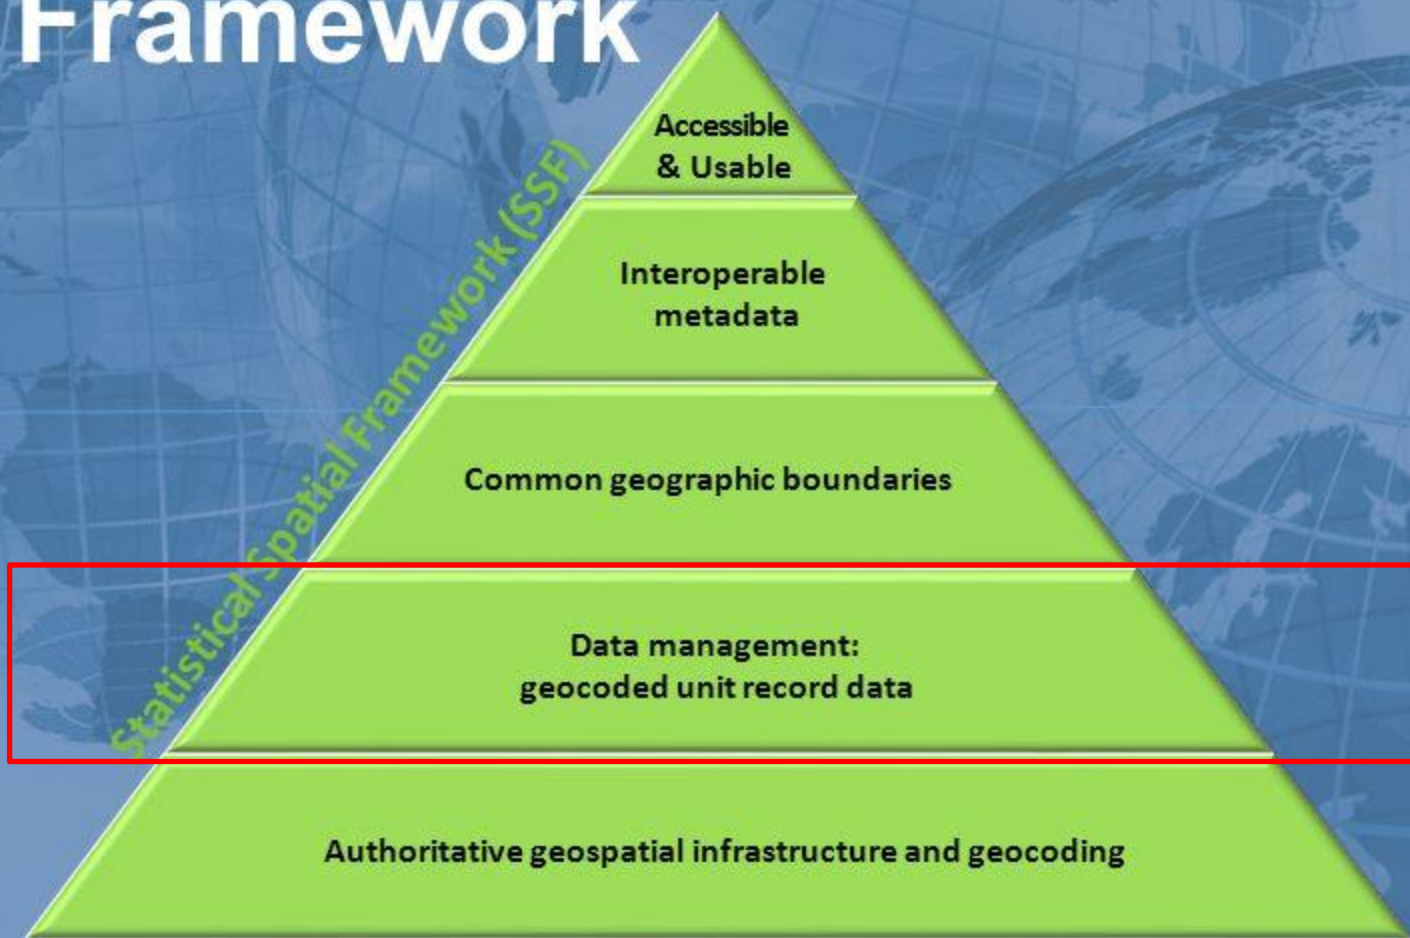 Framework
Statistical Spatial Framework (SSF)
Accessible
& Usable
Interoperable
metadata
Common geographic boundaries
Data management:
geocoded unit record data
Authoritative geospatial infrastructure and geocoding